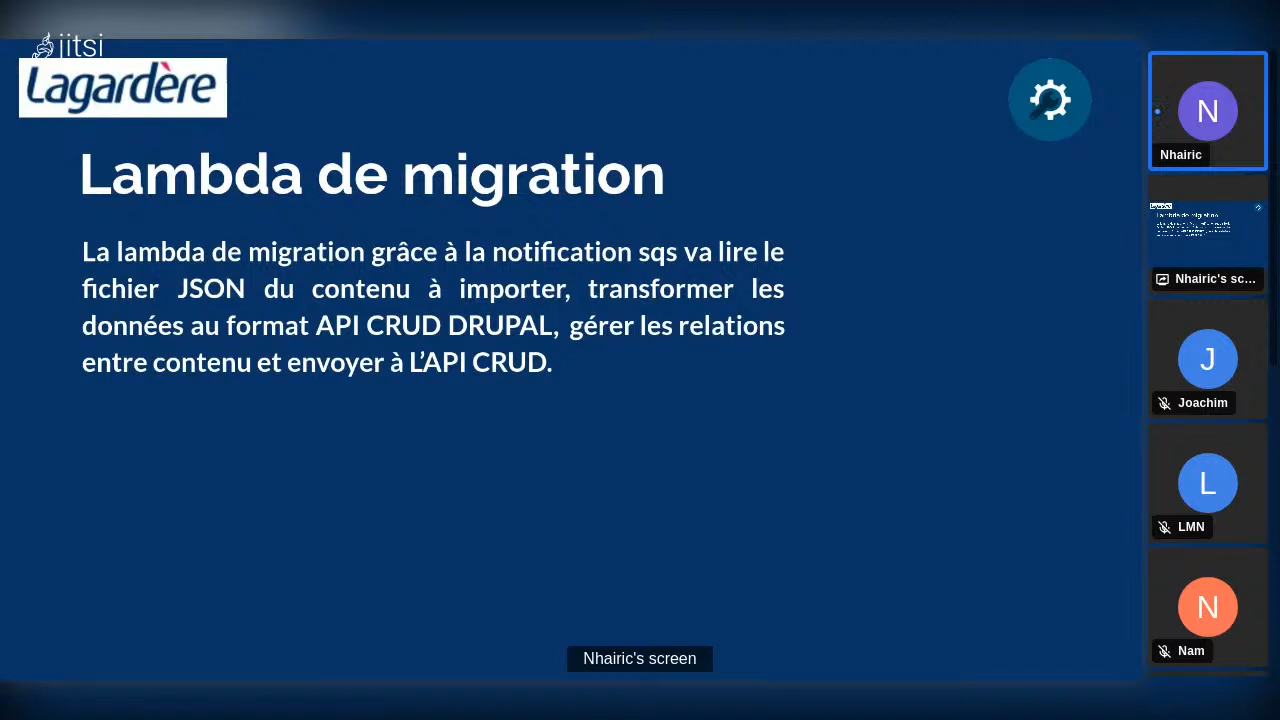 jitsi
Lagardère
Lambda de migration
La lambda de migration grâce à la notification sqs va lire le
fichier JSON du contenu à importer, transformer les
données au format API CRUD DRUPAL, gérer les relations
entre contenu et envoyer à L’API CRUD.
Nhairic's screen
N
Nhairic
Nhairic's sc...
J
Joachim
L
LMN
N
Nam